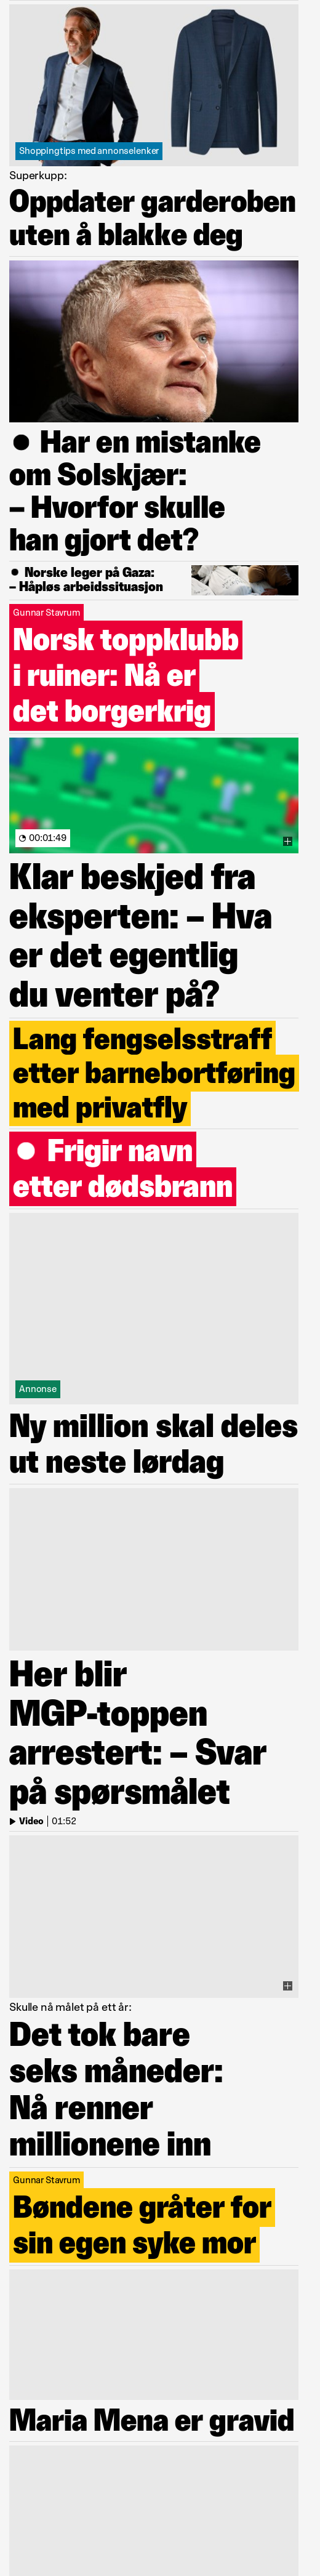 Shoppingtips med annonselenker
Superkupp:
Oppdater garderoben
uten å blakke deg
● Har en mistanke
om Solskjær:
– Hvorfor skulle
han gjort det?
● Norske leger på Gaza:
– Håpløs arbeidssituasjon
Gunnar Stavrum
Norsk toppklubb
i ruiner: Nå er
det borgerkrig
00:01:49
Klar beskjed fra
eksperten: – Hva
er det egentlig
du venter på?
Lang fengselsstraff
etter barnebortføring
med privatfly
● Frigir navn
etter dødsbrann
Annonse
Ny million skal deles
ut neste lørdag
Her blir
MGP-toppen
arrestert: – Svar
på spørsmålet
Video | 01:52
Skulle nå målet på ett år:
Det tok bare
seks måneder:
Nå renner
millionene inn
Gunnar Stavrum
Bøndene gråter for
sin egen syke mor
Maria Mena er gravid